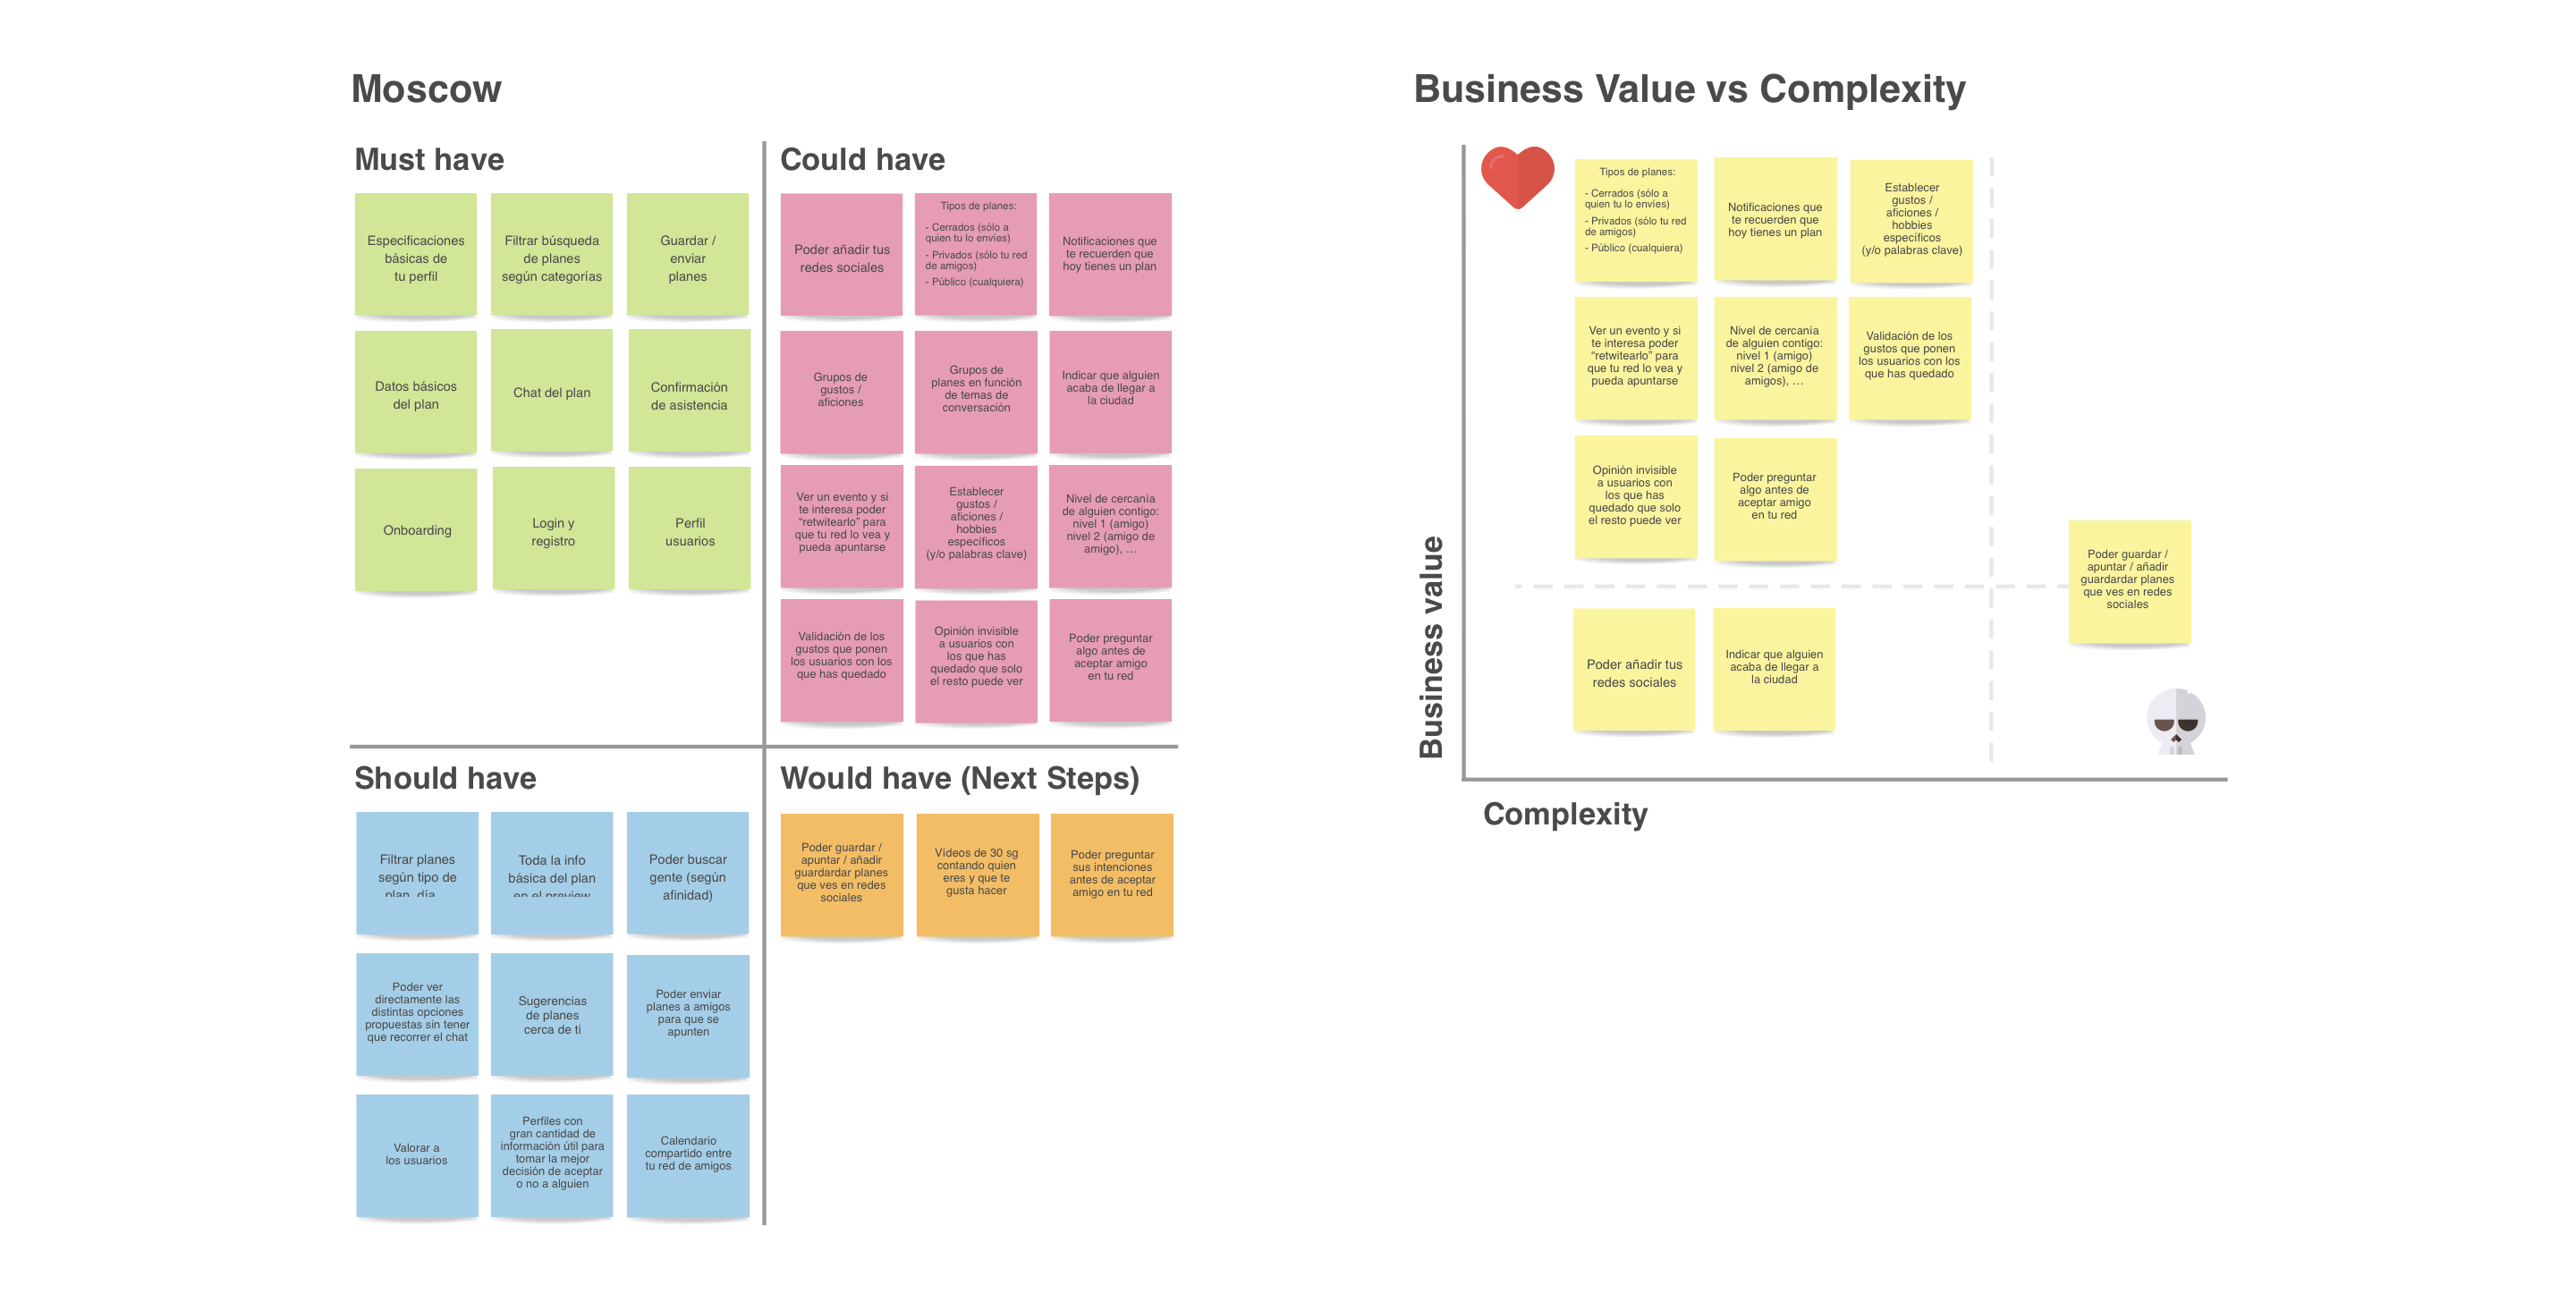 Moscow
Must have
Especificaciones
básicas de
tu perfil
Filtrar búsqueda
de planes
según categorías
Guardar /
enviar
planes
Datos básicos
del plan
Chat del plan
Confirmación
de asistencia
Onboarding
Login y
registro
Perfil
usuarios
Could have
Poder añadir tus
redes sociales
Tipos de planes:
- Cerrados (sólo a
quien tu lo envíes)
- Privados (sólo tu red
de amigos)
- Público (cualquiera)
Notificaciones que
te recuerden que
hoy tienes un plan
Grupos de
gustos /
aficiones
Grupos de
planes en función
de temas de
conversación
Indicar que alguien
acaba de llegar a
la ciudad
Ver un evento y si
te interesa poder
“retwitearlo” para
que tu red lo vea y
pueda apuntarse
Establecer
gustos /
aficiones /
hobbies
específicos
(y/o palabras clave)
Nivel de cercanía
de alguien contigo:
nivel 1 (amigo)
nivel 2 (amigo de
amigo), ...
Validación de los
gustos que ponen
los usuarios con los
que has quedado
Opinión invisible
a usuarios con
los que has
quedado que solo
el resto puede ver
Poder preguntar
algo antes de
aceptar amigo
en tu red
Should have
Filtrar planes
según tipo de
plan, día
Toda la info
básica del plan
en el preview
Poder buscar
gente (según
afinidad)
Poder ver
directamente las
distintas opciones
propuestas sin tener
que recorrer el chat
Sugerencias
de planes
cerca de ti
Poder enviar
planes a amigos
para que se
apunten
Valorar a
los usuarios
Perfiles con
gran cantidad de
información útil para
tomar la mejor
decisión de aceptar
o no a alguien
Calendario
compartido entre
tu red de amigos
Would have (Next Steps)
Poder guardar /
apuntar / añadir
guardardar planes
que ves en redes
sociales
Vídeos de 30 sg
contando quien
eres y que te
gusta hacer
Poder preguntar
sus intenciones
antes de aceptar
amigo en tu red
Business Value vs Complexity
Business value
Tipos de planes:
- Cerrados (sólo a
quien tu lo envíes)
- Privados (sólo tu red
de amigos)
- Público (cualquiera)
Notificaciones que
te recuerden que
hoy tienes un plan
Establecer
gustos /
aficiones /
hobbies
específicos
(y/o palabras clave)
Ver un evento y si
te interesa poder
“retwitearlo” para
que tu red lo vea y
pueda apuntarse
Nivel de cercanía
de alguien contigo:
nivel 1 (amigo)
nivel 2 (amigo de
amigos), ...
Validación de los
gustos que ponen
los usuarios con los
que has quedado
Opinión invisible
a usuarios con
los que has
quedado que solo
el resto puede ver
Poder preguntar
algo antes de
aceptar amigo
en tu red
Poder guardar /
apuntar / añadir
guardardar planes
que ves en redes
sociales
Poder añadir tus
redes sociales
Indicar que alguien
acaba de llegar a
la ciudad
Complexity